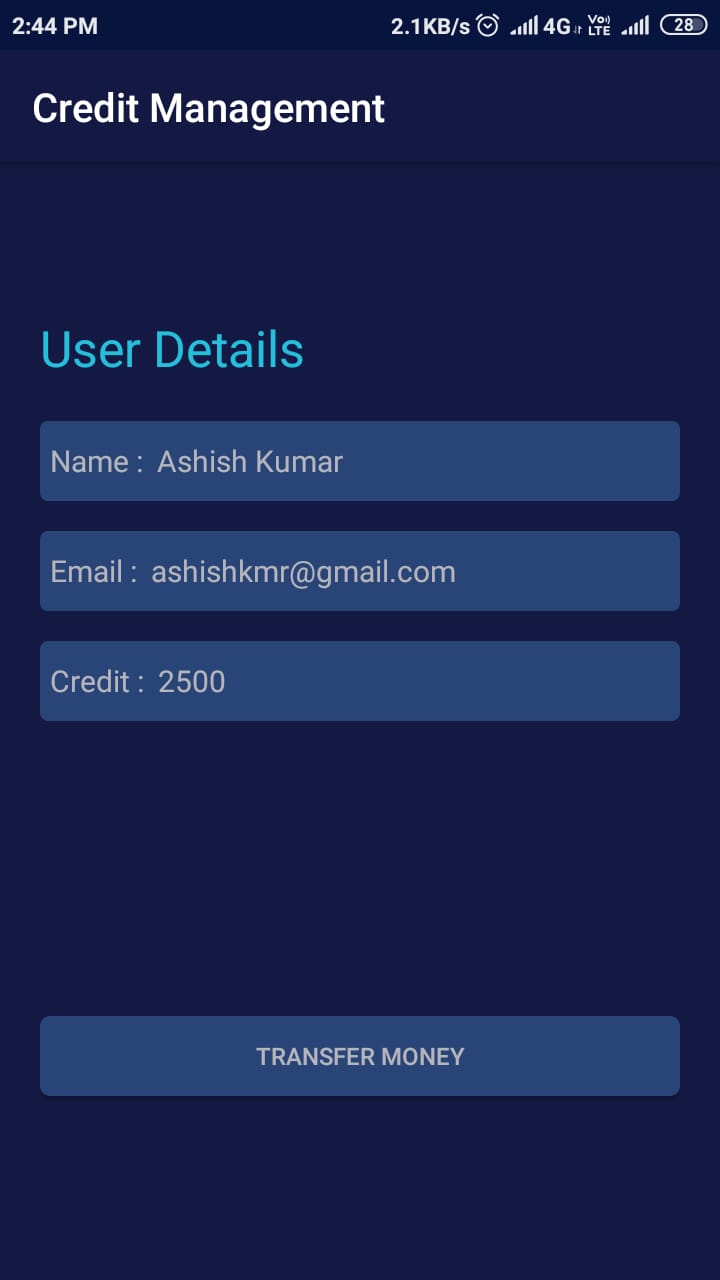 2:44 PM 2.1KB/s 4G Vo)) LTE 28
Credit Management
User Details
Name : Ashish Kumar
Email : ashishkmr@gmail.com
Credit : 2500
TRANSFER MONEY